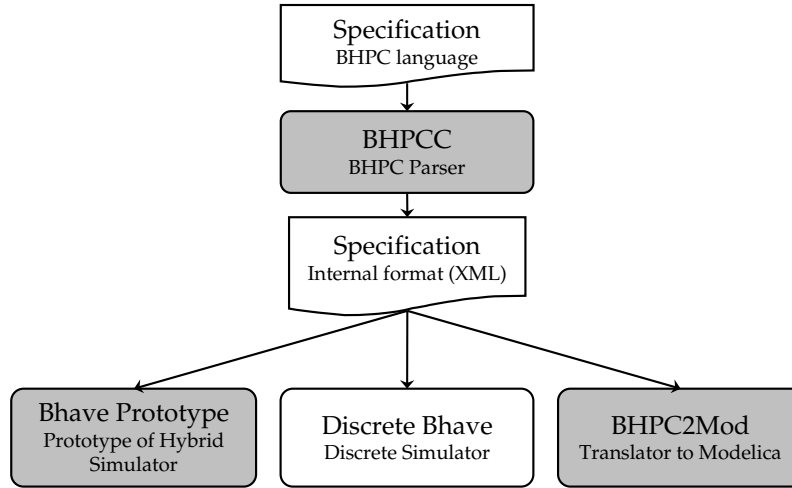 Specification
BHPC language
BHPCC
BHPC Parser
Specification
Internal format (XML)
Bhave Prototype
Prototype of Hybrid
Simulator
Discrete Bhave
Discrete Simulator
BHPC2Mod
Translator to Modelica